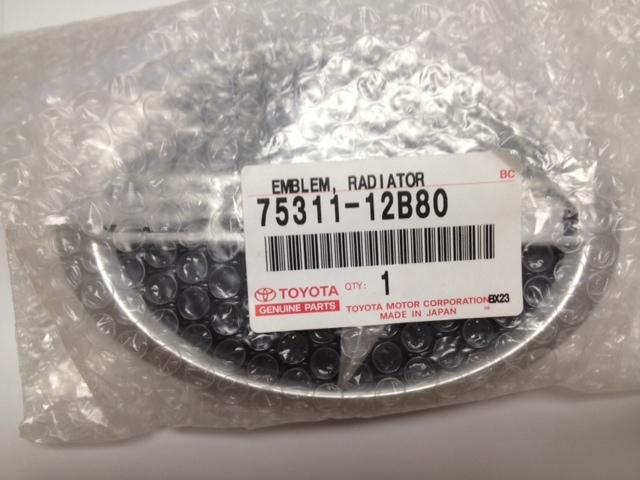 EMBLEM, RADIATOR BC
75311-12B80
TOYOTA QTY: 1
GENUINE PARTS TOYOTA MOTOR CORPORATION BX23
MADE IN JAPAN